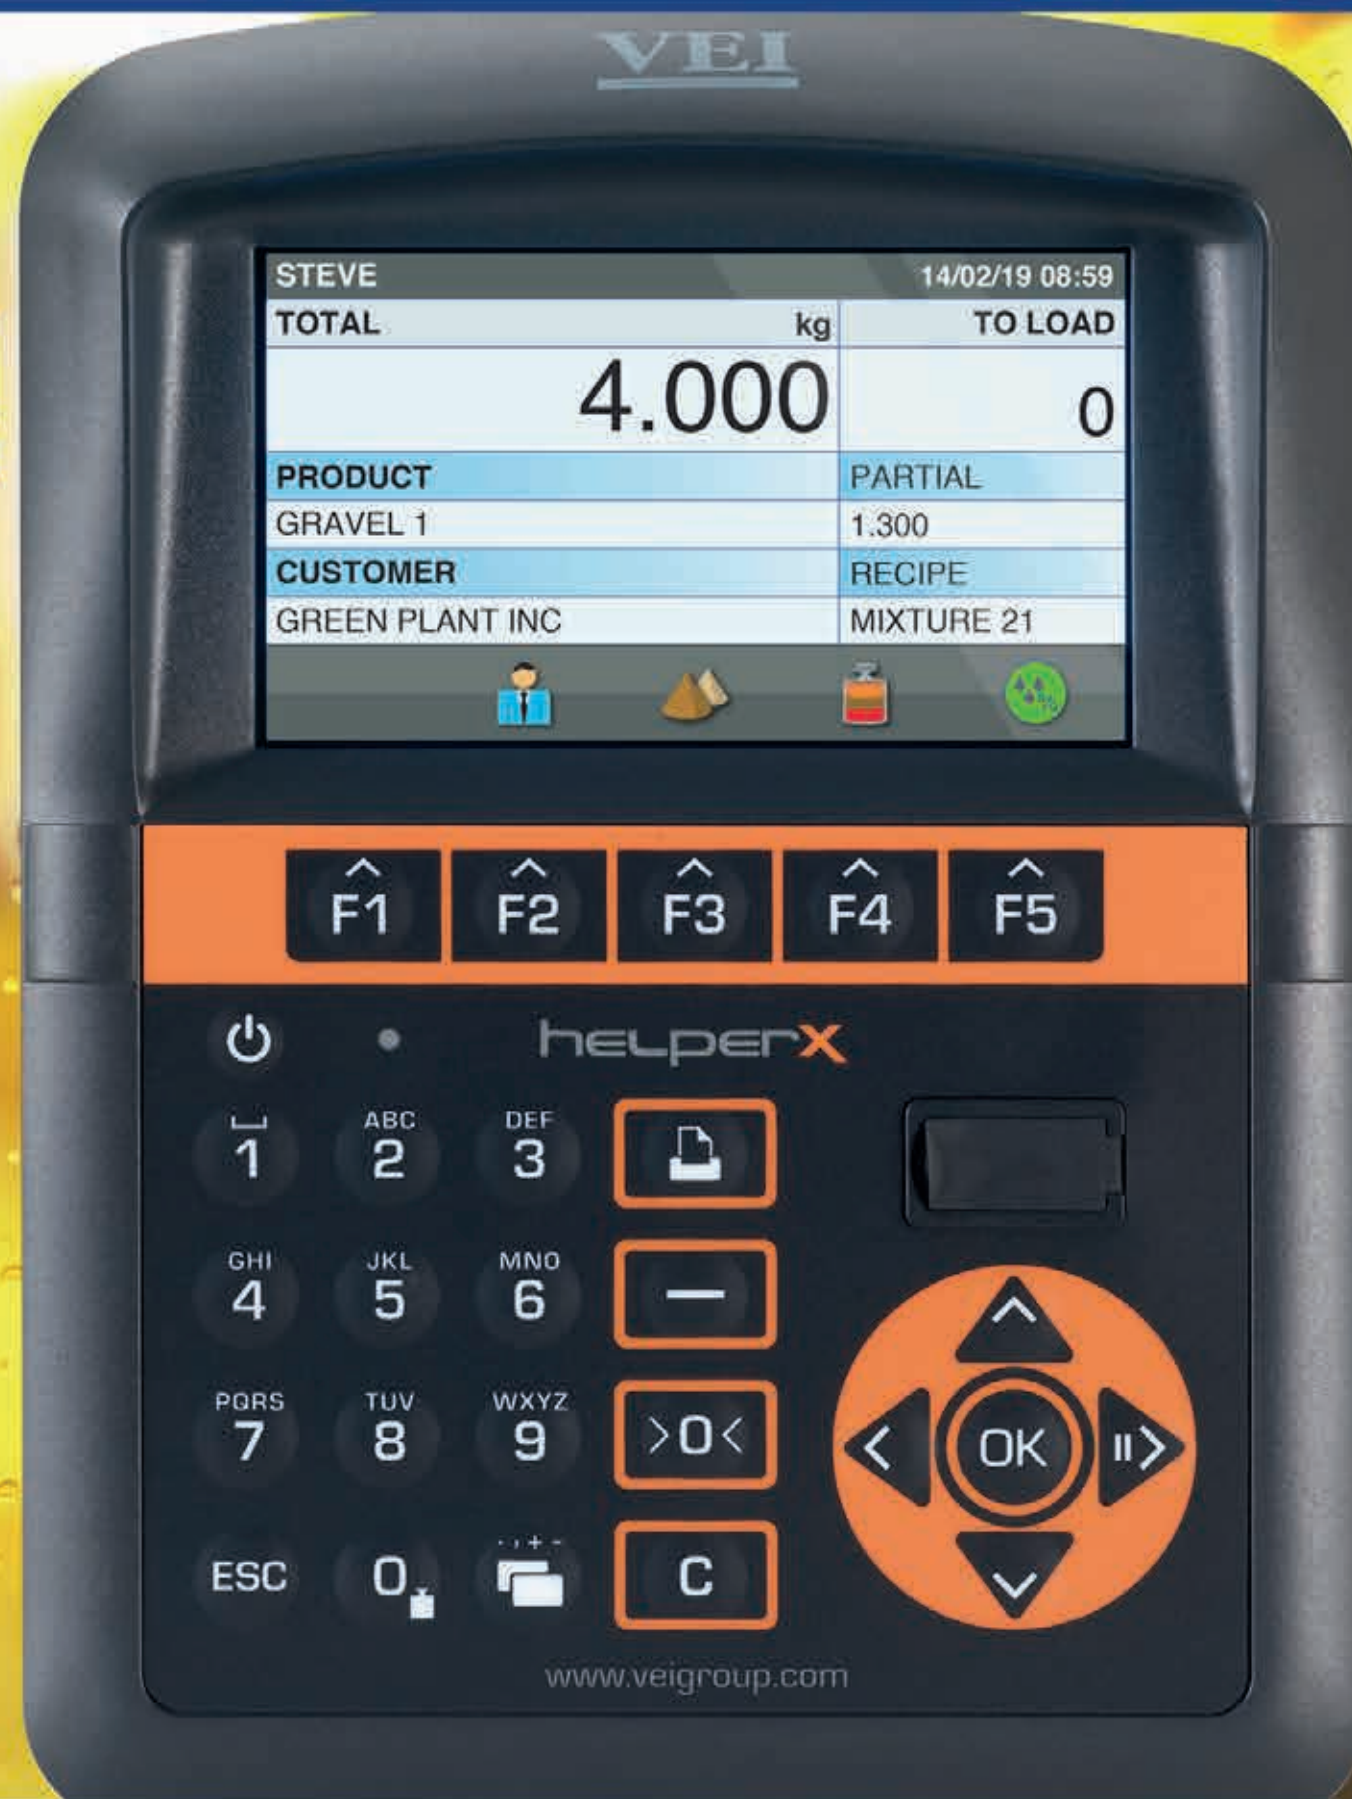 VEI
STEVE 14/02/19 08:59
TOTAL kg TO LOAD
4.000 0
PRODUCT PARTIAL
GRAVEL 1 1.300
CUSTOMER RECIPE
GREEN PLANT INC MIXTURE 21
F1 F2 F3 F4 F5
helperx
ABC DEF
1 2 3
GHI JKL MNO
4 5 6 —
PQRS TUV WXYZ
7 8 9 >0<
OK
. , + -
ESC 0 C
www.veigroup.com